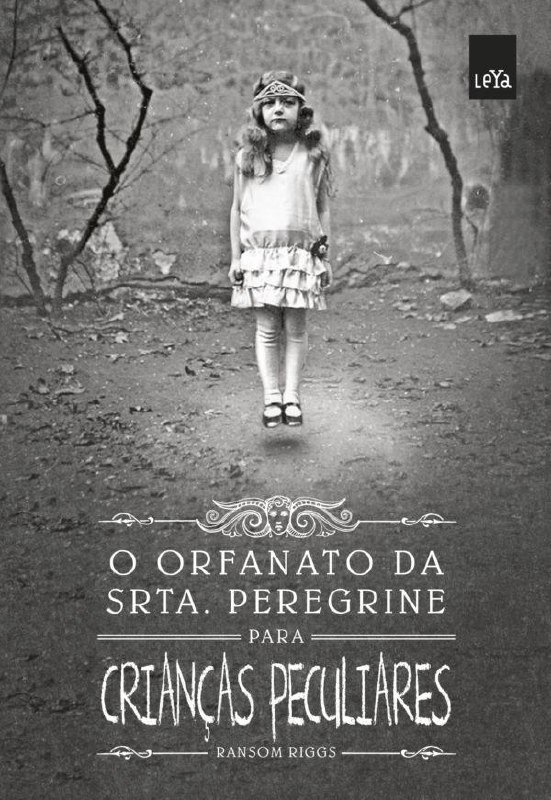 LeYa
O ORFANATO DA
SRTA. PEREGRINE
PARA
CRIANÇAS PECULIARES
RANSOM RIGGS